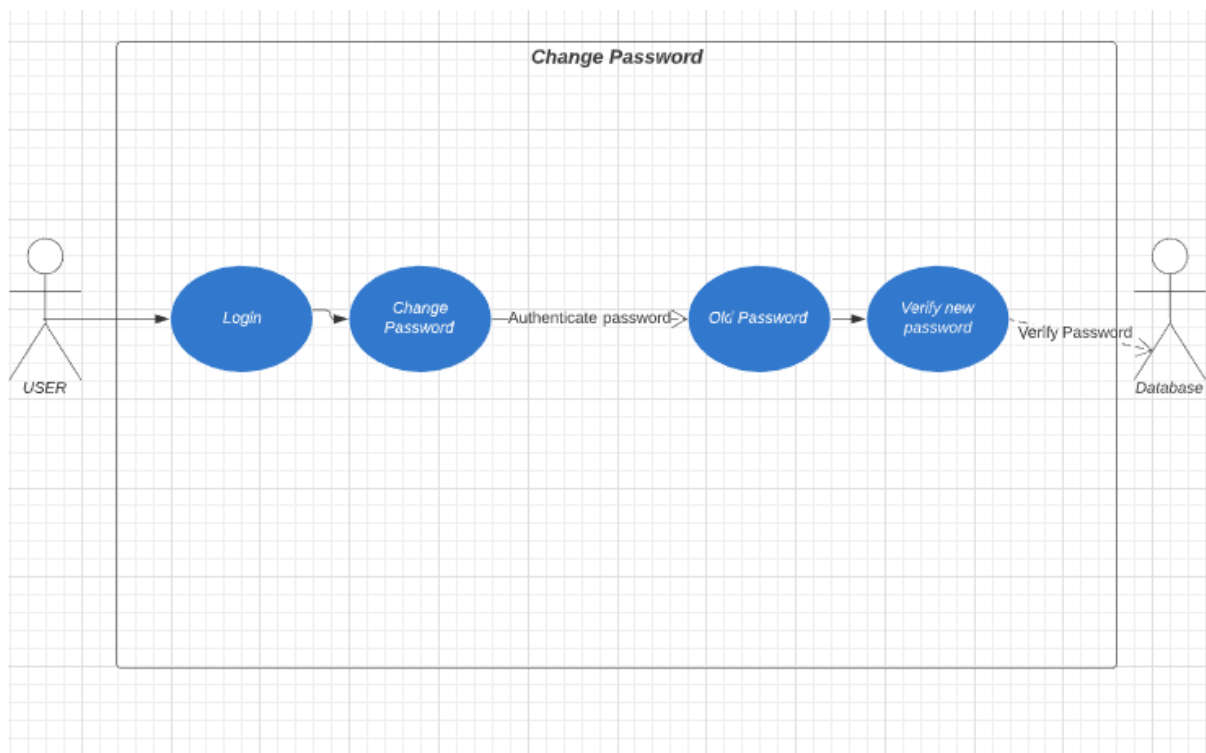 Change Password
Login
Change
Password
Authenticate password
Old Password
Verify new
password
Verify Password
USER
Database